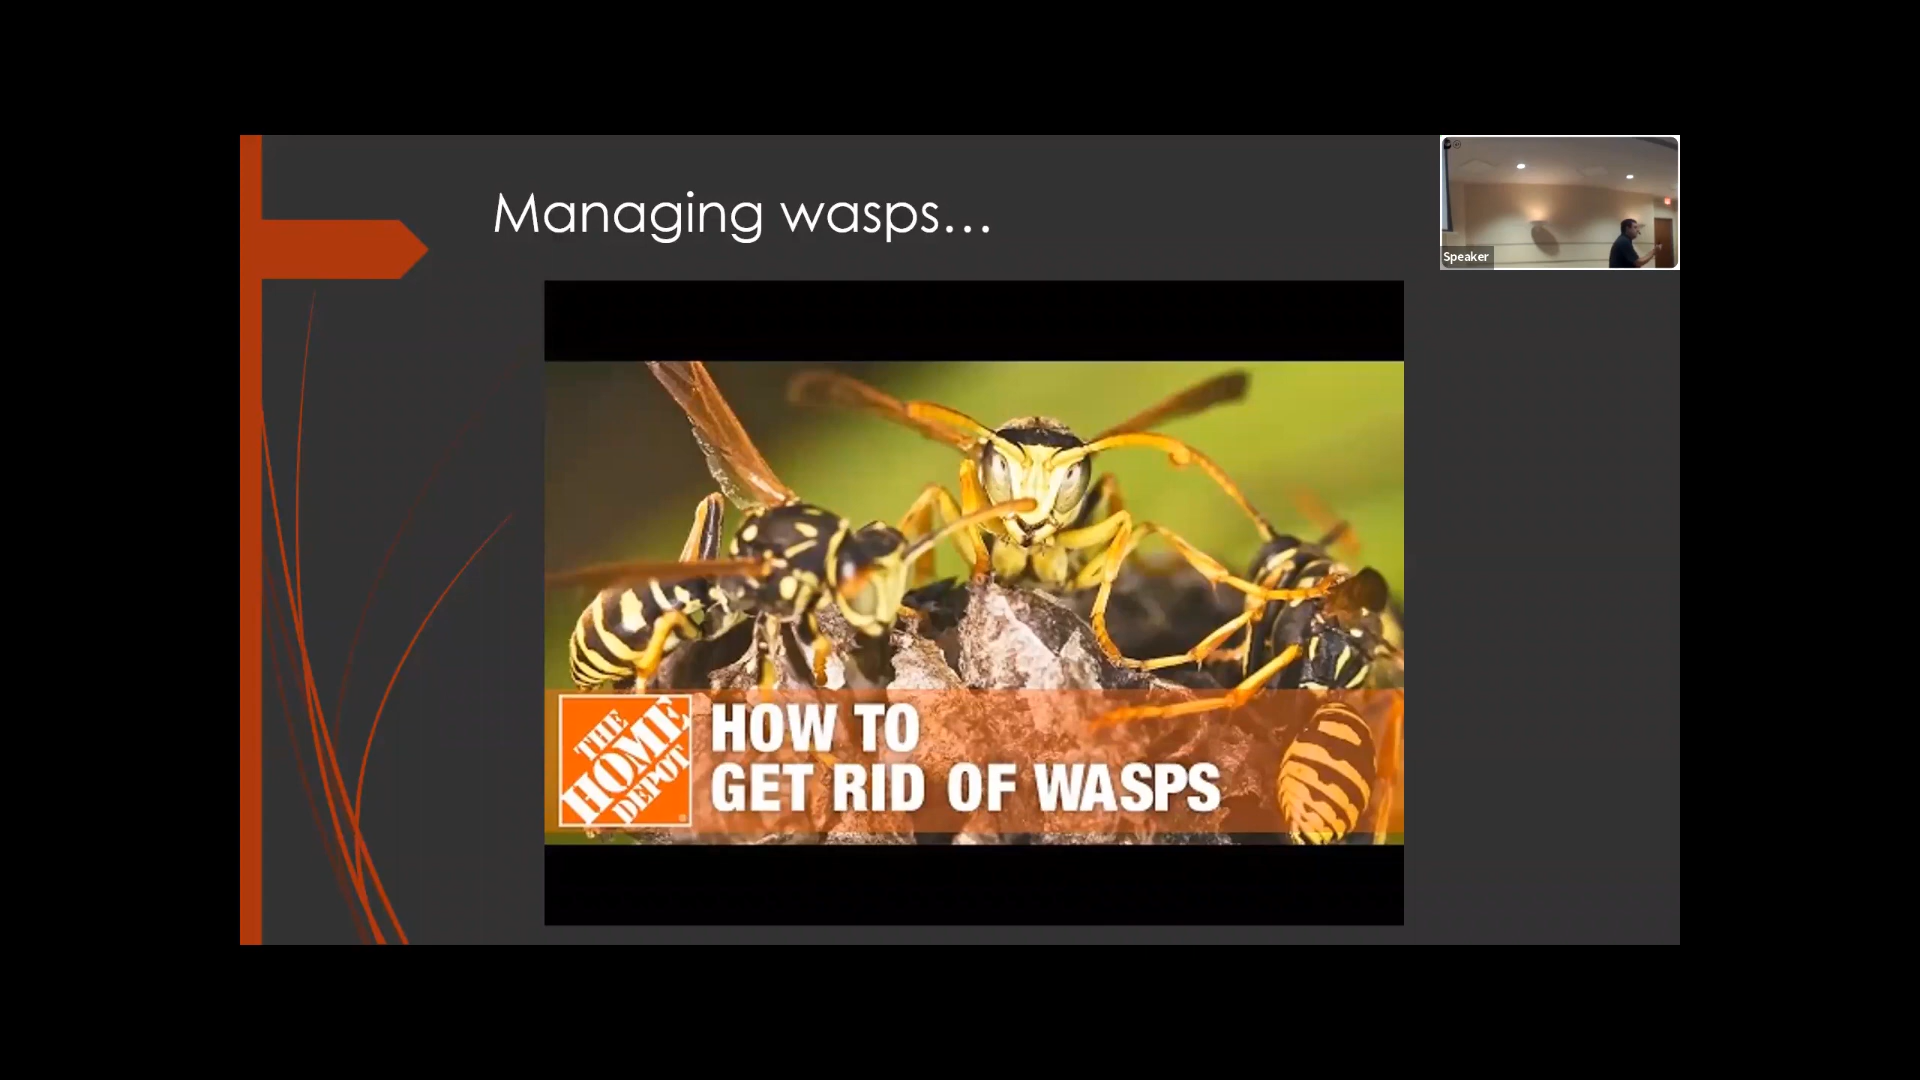 Managing wasps...
Speaker
THE
HOME
DEPOT
HOW TO
GET RID OF WASPS